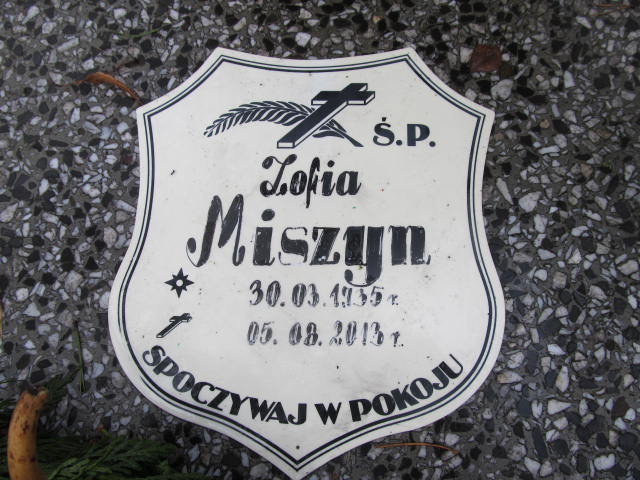 Ś.P.
Zofia
Miszyn
30.03.1935 r.
05.08.2013 r.
SPOCZYWAJ W POKOJU